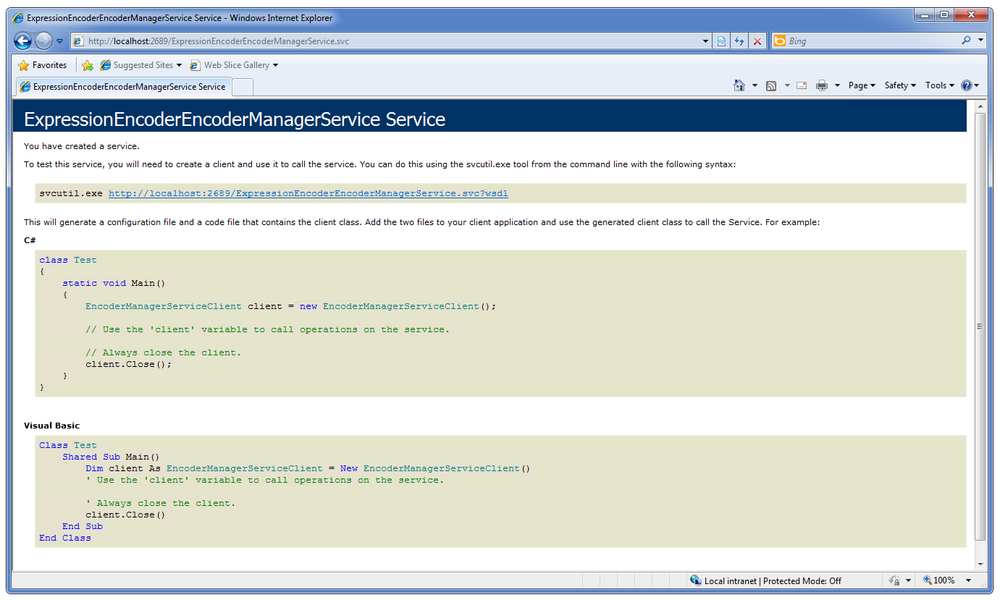 ExpressionEncoderEncoderManagerService Service - Windows Internet Explorer
http://localhost:2689/ExpressionEncoderEncoderManagerService.svc
Bing
Favorites
Suggested Sites
Web Slice Gallery
ExpressionEncoderEncoderManagerService Service
Page
Safety
Tools
ExpressionEncoderEncoderManagerService Service
You have created a service.
To test this service, you will need to create a client and use it to call the service. You can do this using the svcutil.exe tool from the command line with the following syntax:
svcutil.exe http://localhost:2689/ExpressionEncoderEncoderManagerService.svc?wsdl
This will generate a configuration file and a code file that contains the client class. Add the two files to your client application and use the generated client class to call the Service. For example:
C#
class Test
{
    static void Main()
    {
        EncoderManagerServiceClient client = new EncoderManagerServiceClient();
        // Use the 'client' variable to call operations on the service.
        // Always close the client.
        client.Close();
    }
}
Visual Basic
Class Test
    Shared Sub Main()
        Dim client As EncoderManagerServiceClient = New EncoderManagerServiceClient()
        ' Use the 'client' variable to call operations on the service.
        ' Always close the client.
        client.Close()
    End Sub
End Class
Local intranet | Protected Mode: Off
100%